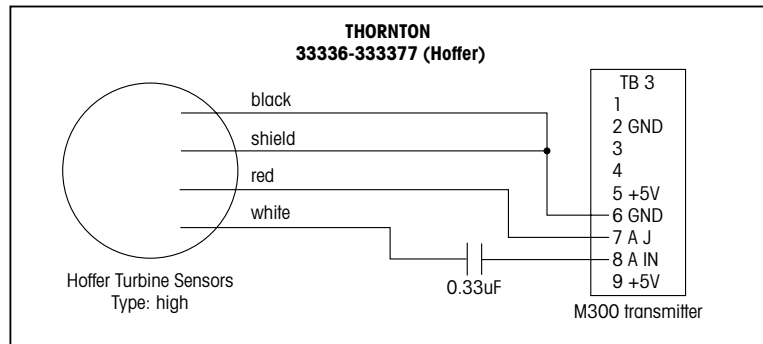 THORNTON
33336-333377 (Hoffer)
black
shield
red
white
0.33uF
Hoffer Turbine Sensors
Type: high
TB 3
1
2 GND
3
4
5 +5V
6 GND
7 A J
8 A IN
9 +5V
M300 transmitter